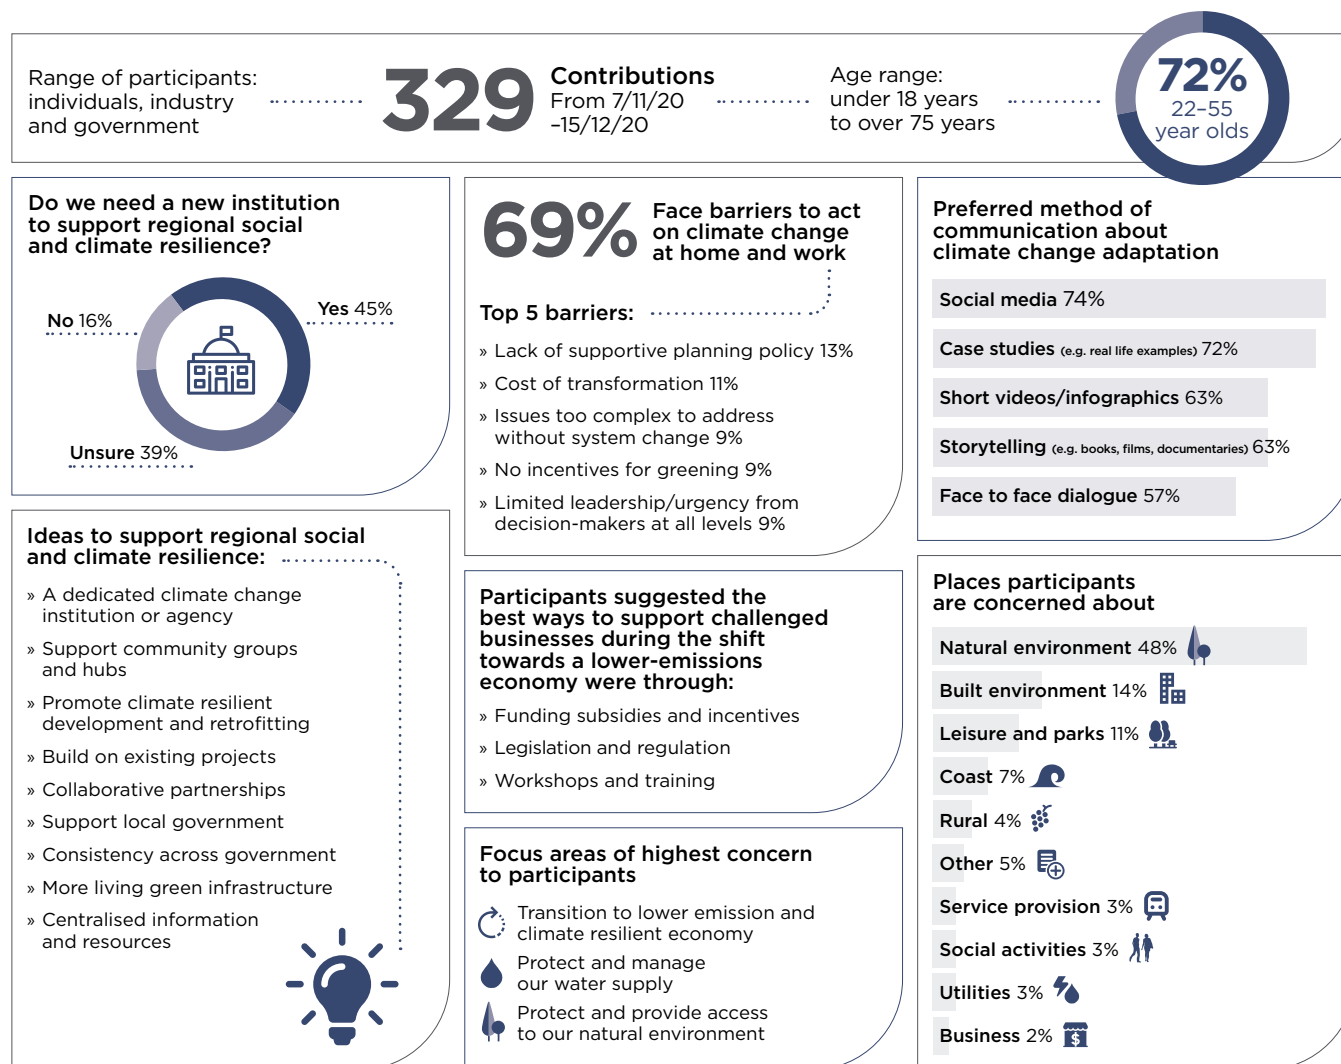 Range of participants:
individuals, industry
and government
329
Contributions
From 7/11/20
–15/12/20
Age range:
under 18 years
to over 75 years
72%
22–55
year olds
Do we need a new institution
to support regional social
and climate resilience?
No 16%
Yes 45%
Unsure 39%
Ideas to support regional social
and climate resilience:
» A dedicated climate change
institution or agency
» Support community groups
and hubs
» Promote climate resilient
development and retrofitting
» Build on existing projects
» Collaborative partnerships
» Support local government
» Consistency across government
» More living green infrastructure
» Centralised information
and resources
69%
Face barriers to act
on climate change
at home and work
Top 5 barriers:
» Lack of supportive planning policy 13%
» Cost of transformation 11%
» Issues too complex to address
without system change 9%
» No incentives for greening 9%
» Limited leadership/urgency from
decision-makers at all levels 9%
Participants suggested the
best ways to support challenged
businesses during the shift
towards a lower-emissions
economy were through:
» Funding subsidies and incentives
» Legislation and regulation
» Workshops and training
Focus areas of highest concern
to participants
Transition to lower emission and
climate resilient economy
Protect and manage
our water supply
Protect and provide access
to our natural environment
Preferred method of
communication about
climate change adaptation
Social media 74%
Case studies (e.g. real life examples) 72%
Short videos/infographics 63%
Storytelling (e.g. books, films, documentaries) 63%
Face to face dialogue 57%
Places participants
are concerned about
Natural environment 48%
Built environment 14%
Leisure and parks 11%
Coast 7%
Rural 4%
Other 5%
Service provision 3%
Social activities 3%
Utilities 3%
Business 2%
$